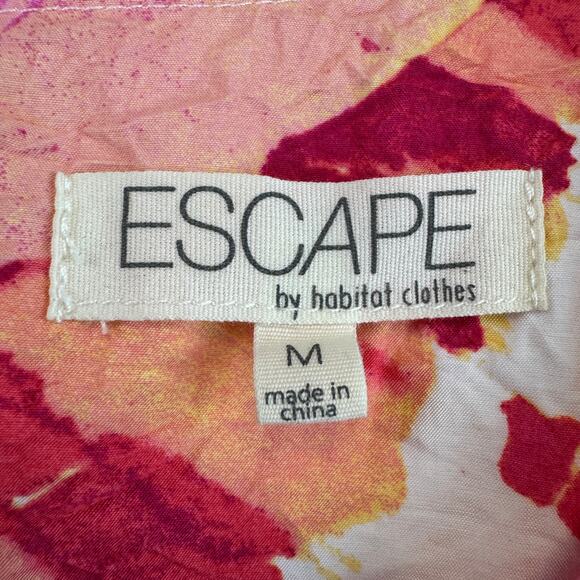 ESCAPE
by habitat clothes
M
made in
china